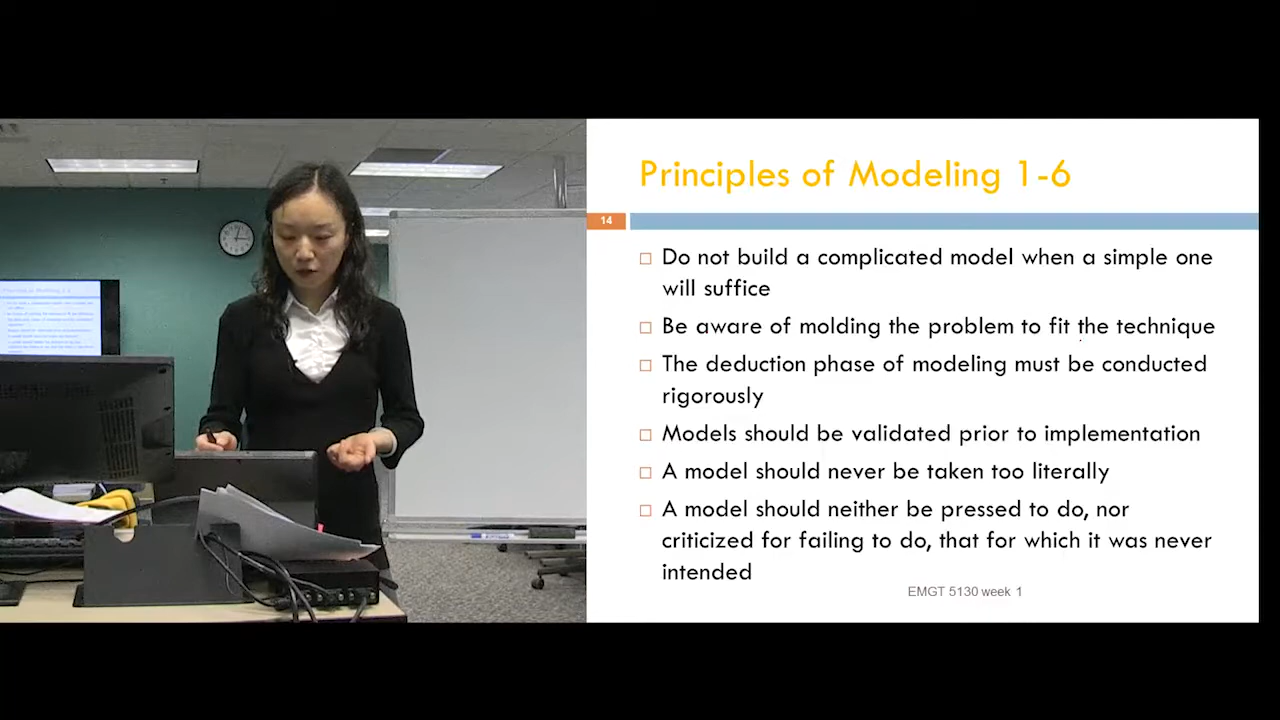 Principles of Modeling 1-6
14
Do not build a complicated model when a simple one
will suffice
Be aware of molding the problem to fit the technique
The deduction phase of modeling must be conducted
rigorously
Models should be validated prior to implementation
A model should never be taken too literally
A model should neither be pressed to do, nor
criticized for failing to do, that for which it was never
intended
EMGT 5130 week 1